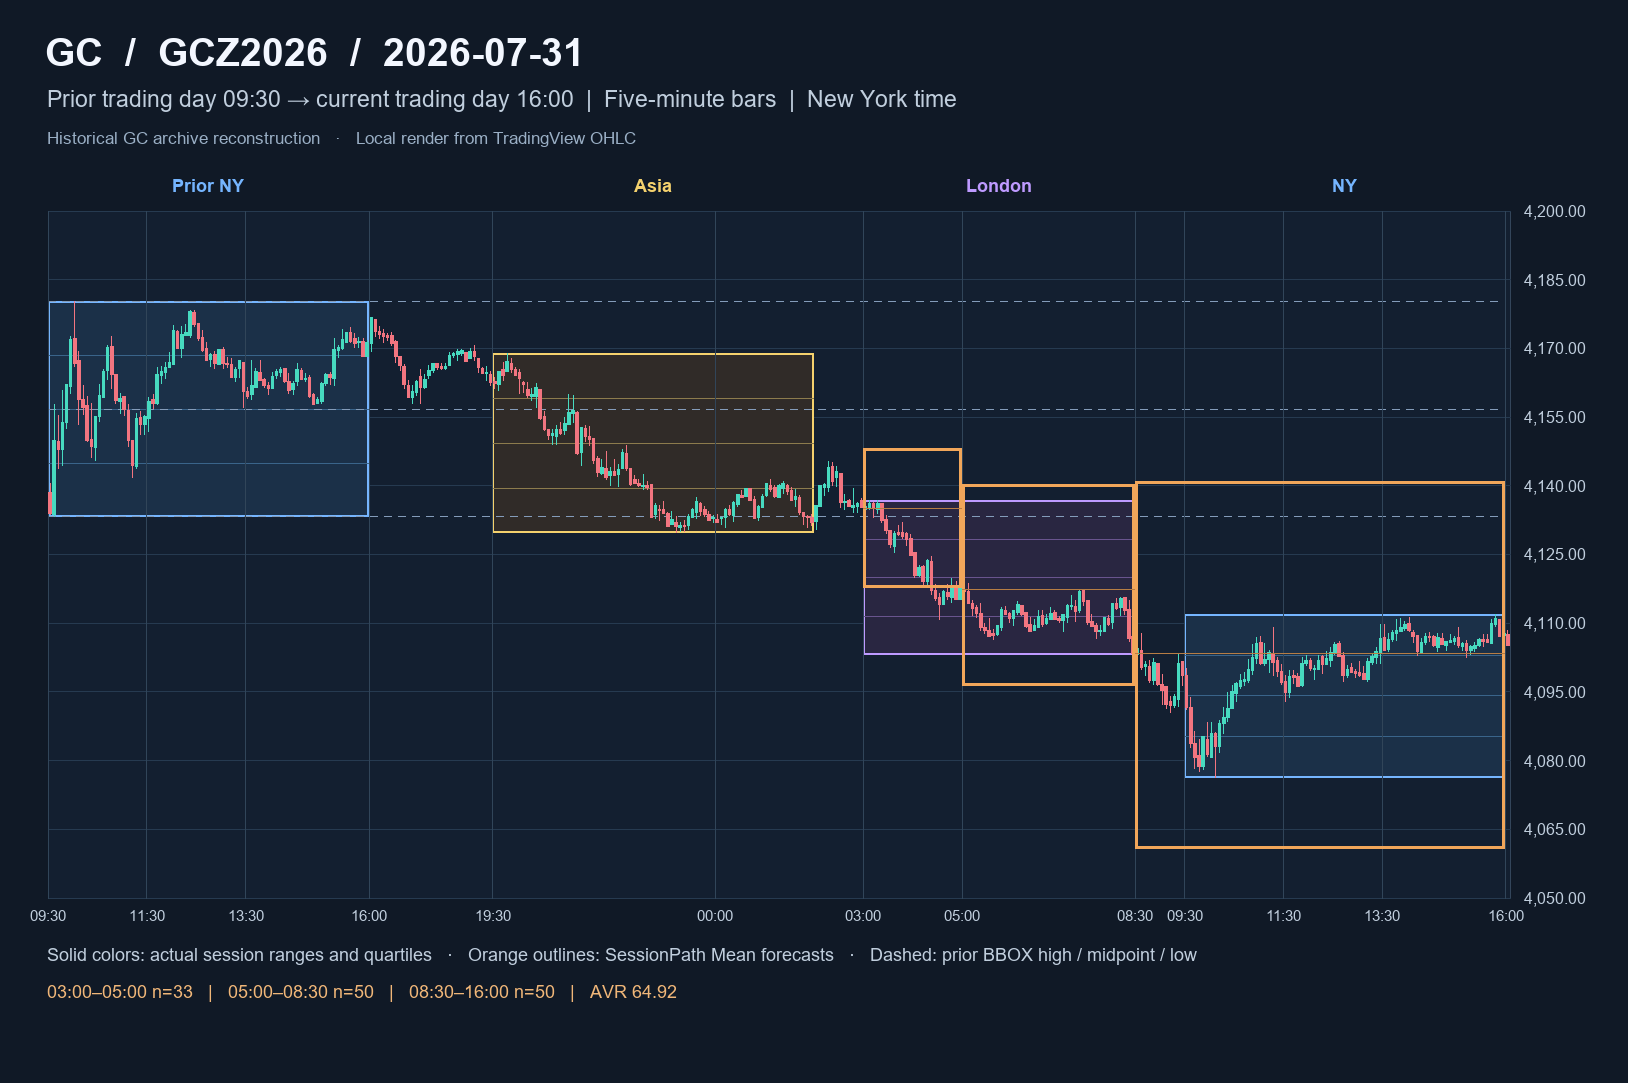 GC / GCZ2026 / 2026-07-31
Prior trading day 09:30 → current trading day 16:00 | Five-minute bars | New York time
Historical GC archive reconstruction · Local render from TradingView OHLC
Prior NY Asia London NY
4,200.00
4,185.00
4,170.00
4,155.00
4,140.00
4,125.00
4,110.00
4,095.00
4,080.00
4,065.00
4,050.00
09:30 11:30 13:30 16:00 19:30 00:00 03:00 05:00 08:30 09:30 11:30 13:30 16:00
Solid colors: actual session ranges and quartiles · Orange outlines: SessionPath Mean forecasts · Dashed: prior BBOX high / midpoint / low
03:00–05:00 n=33 | 05:00–08:30 n=50 | 08:30–16:00 n=50 | AVR 64.92